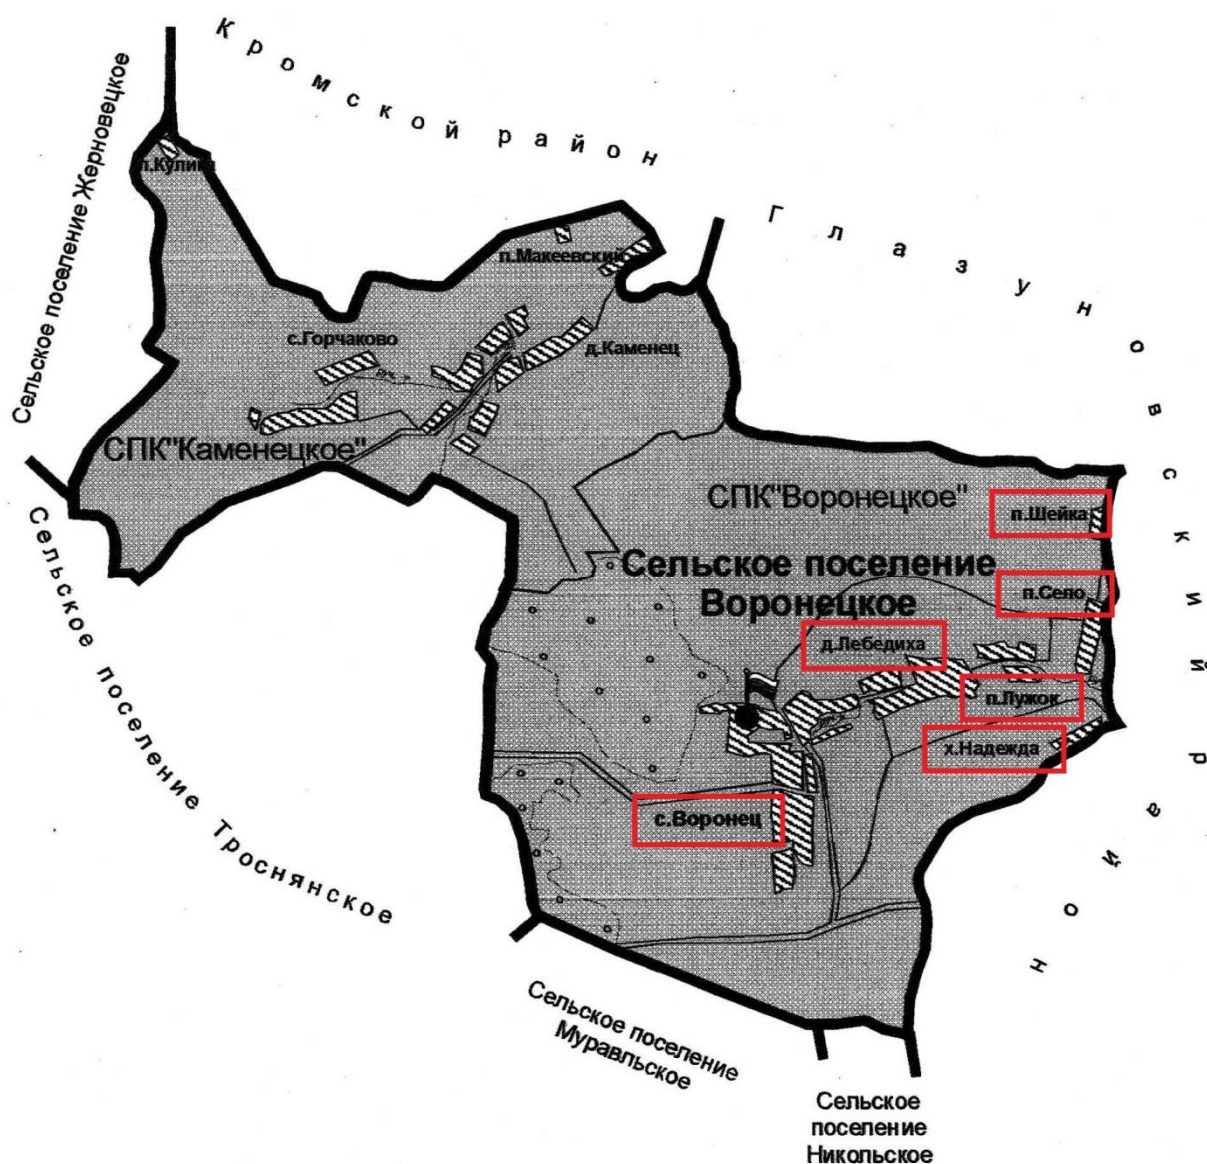 Кромской район
Сельское поселение Жерновецкое
п.Кулига
Глазуновский район
п.Макеевский
с.Горчаково
д.Каменец
СПК"Каменецкое"
СПК"Воронецкое"
п.Шейка
Сельское поселение
Воронецкое
п.Село
д.Лебедиха
п.Лужок
х.Надежда
с.Воронец
Сельское поселение Троснянское
Сельское поселение
Муравльское
Сельское
поселение
Никольское